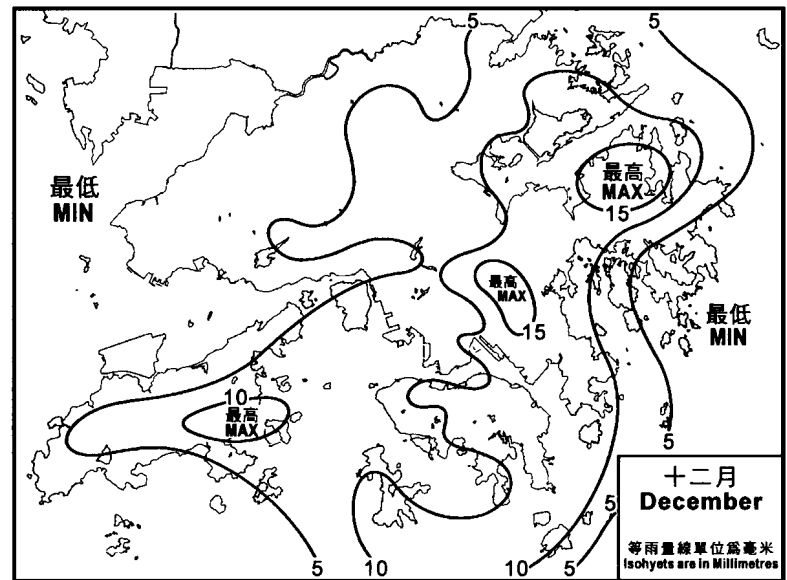 5
5
最低
MIN
最高
MAX
15
最高
MAX
15
最低
MIN
10
最高
MAX
5
十二月
December
等雨量線單位爲毫米
Isohyets are in Millimetres
5
5
10
10
5